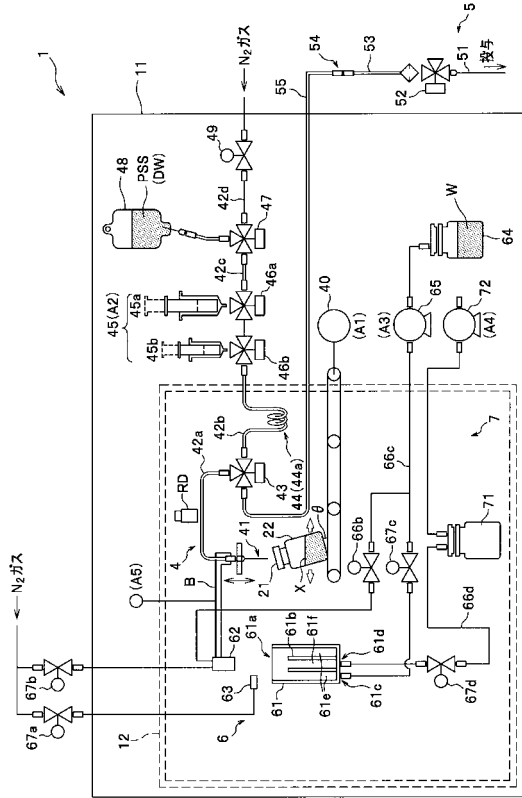 1
11
5
N₂ガス
48
PSS
(DW)
49
42d
47
42c
46a
45(A2)
45a
45b
46b
54
53
55
52
51
投与
40
(A1)
W
64
65
(A3)
72
(A4)
42b
42a
43
44(44a)
RD
4
41
B
22
21
X
θ
(A5)
62
63
6
N₂ガス
67b
67a
12
61a
61b
61f
61
61d
61e
61c
66b
67c
66c
7
71
66d
67d